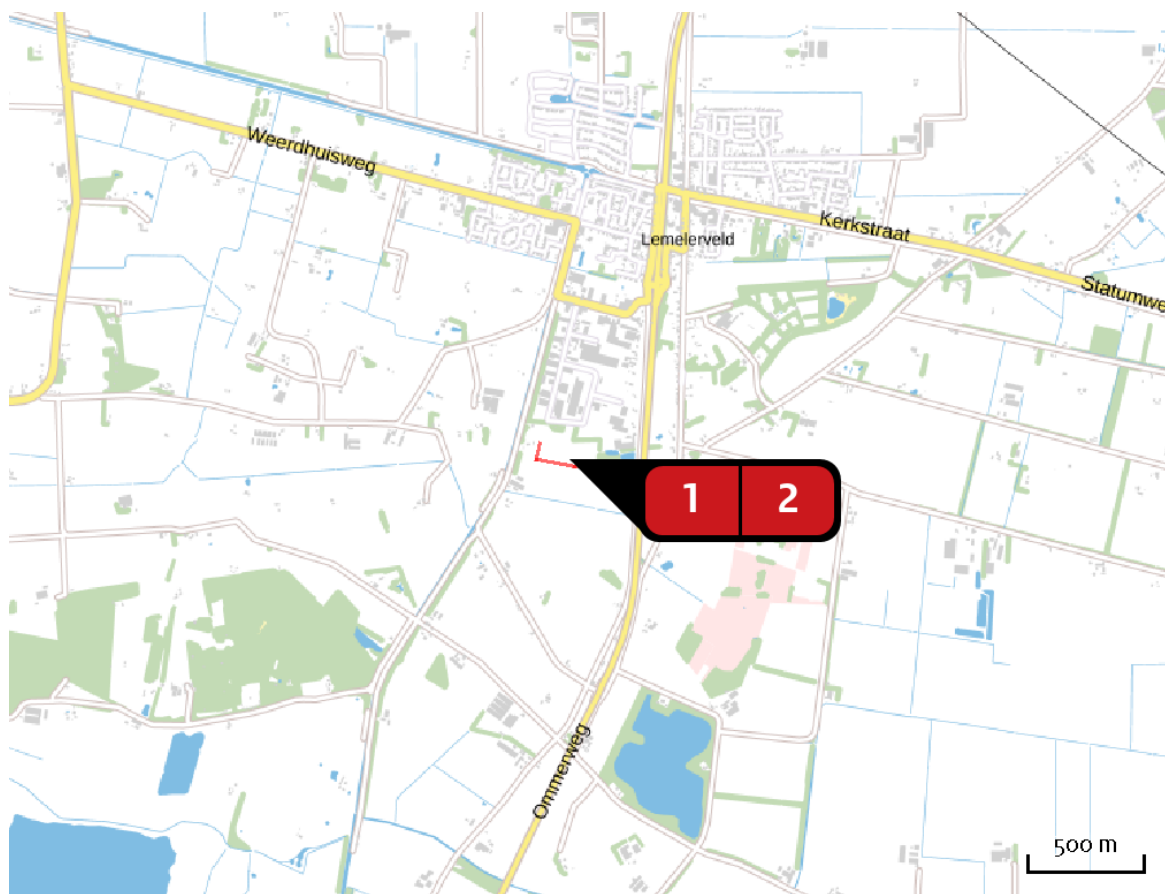 Weerdhuisweg
Kerkstraat
Lemelerveld
Statumwe
1 2
Ommerweg
500 m